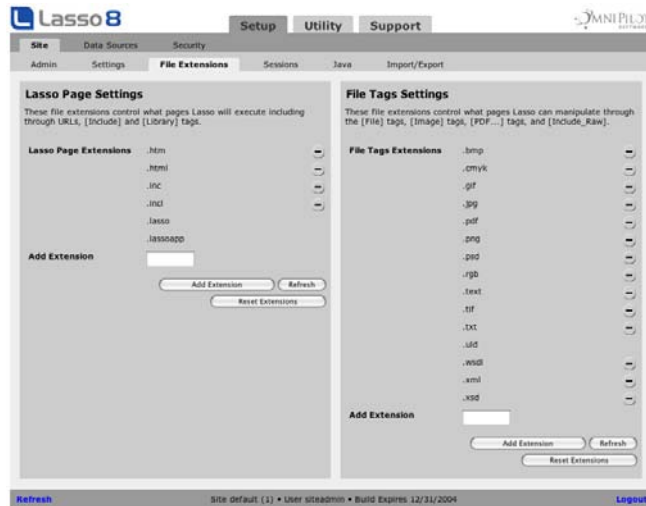 Lasso 8
Setup Utility Support
OMNIPILOT
SOFTWARE
Site Data Sources Security
Admin Settings File Extensions Sessions Java Import/Export
Lasso Page Settings
These file extensions control what pages Lasso will execute including
through URLs, [Include] and [Library] tags.
Lasso Page Extensions .htm
.html
.inc
.incl
.lasso
.lassoapp
Add Extension
Add Extension Refresh
Reset Extensions
File Tags Settings
These file extensions control what pages Lasso can manipulate through
the [File] tags, [Image] tags, [PDF...] tags, and [Include_Raw].
File Tags Extensions .bmp
.cmyk
.gif
.jpg
.pdf
.png
.psd
.rgb
.text
.tif
.txt
.uld
.wsdl
.xml
.xsd
Add Extension
Add Extension Refresh
Reset Extensions
Refresh Site default (1) • User siteadmin • Build Expires 12/31/2004 Logout